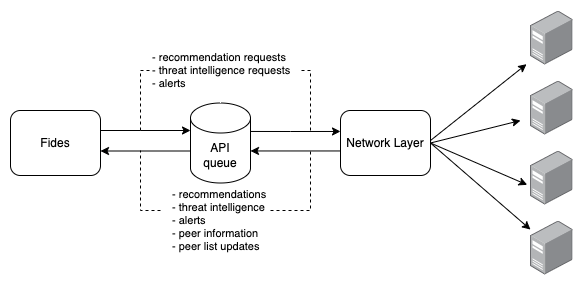 - recommendation requests
- threat intelligence requests
- alerts
Fides
API
queue
Network Layer
- recommendations
- threat intelligence
- alerts
- peer information
- peer list updates